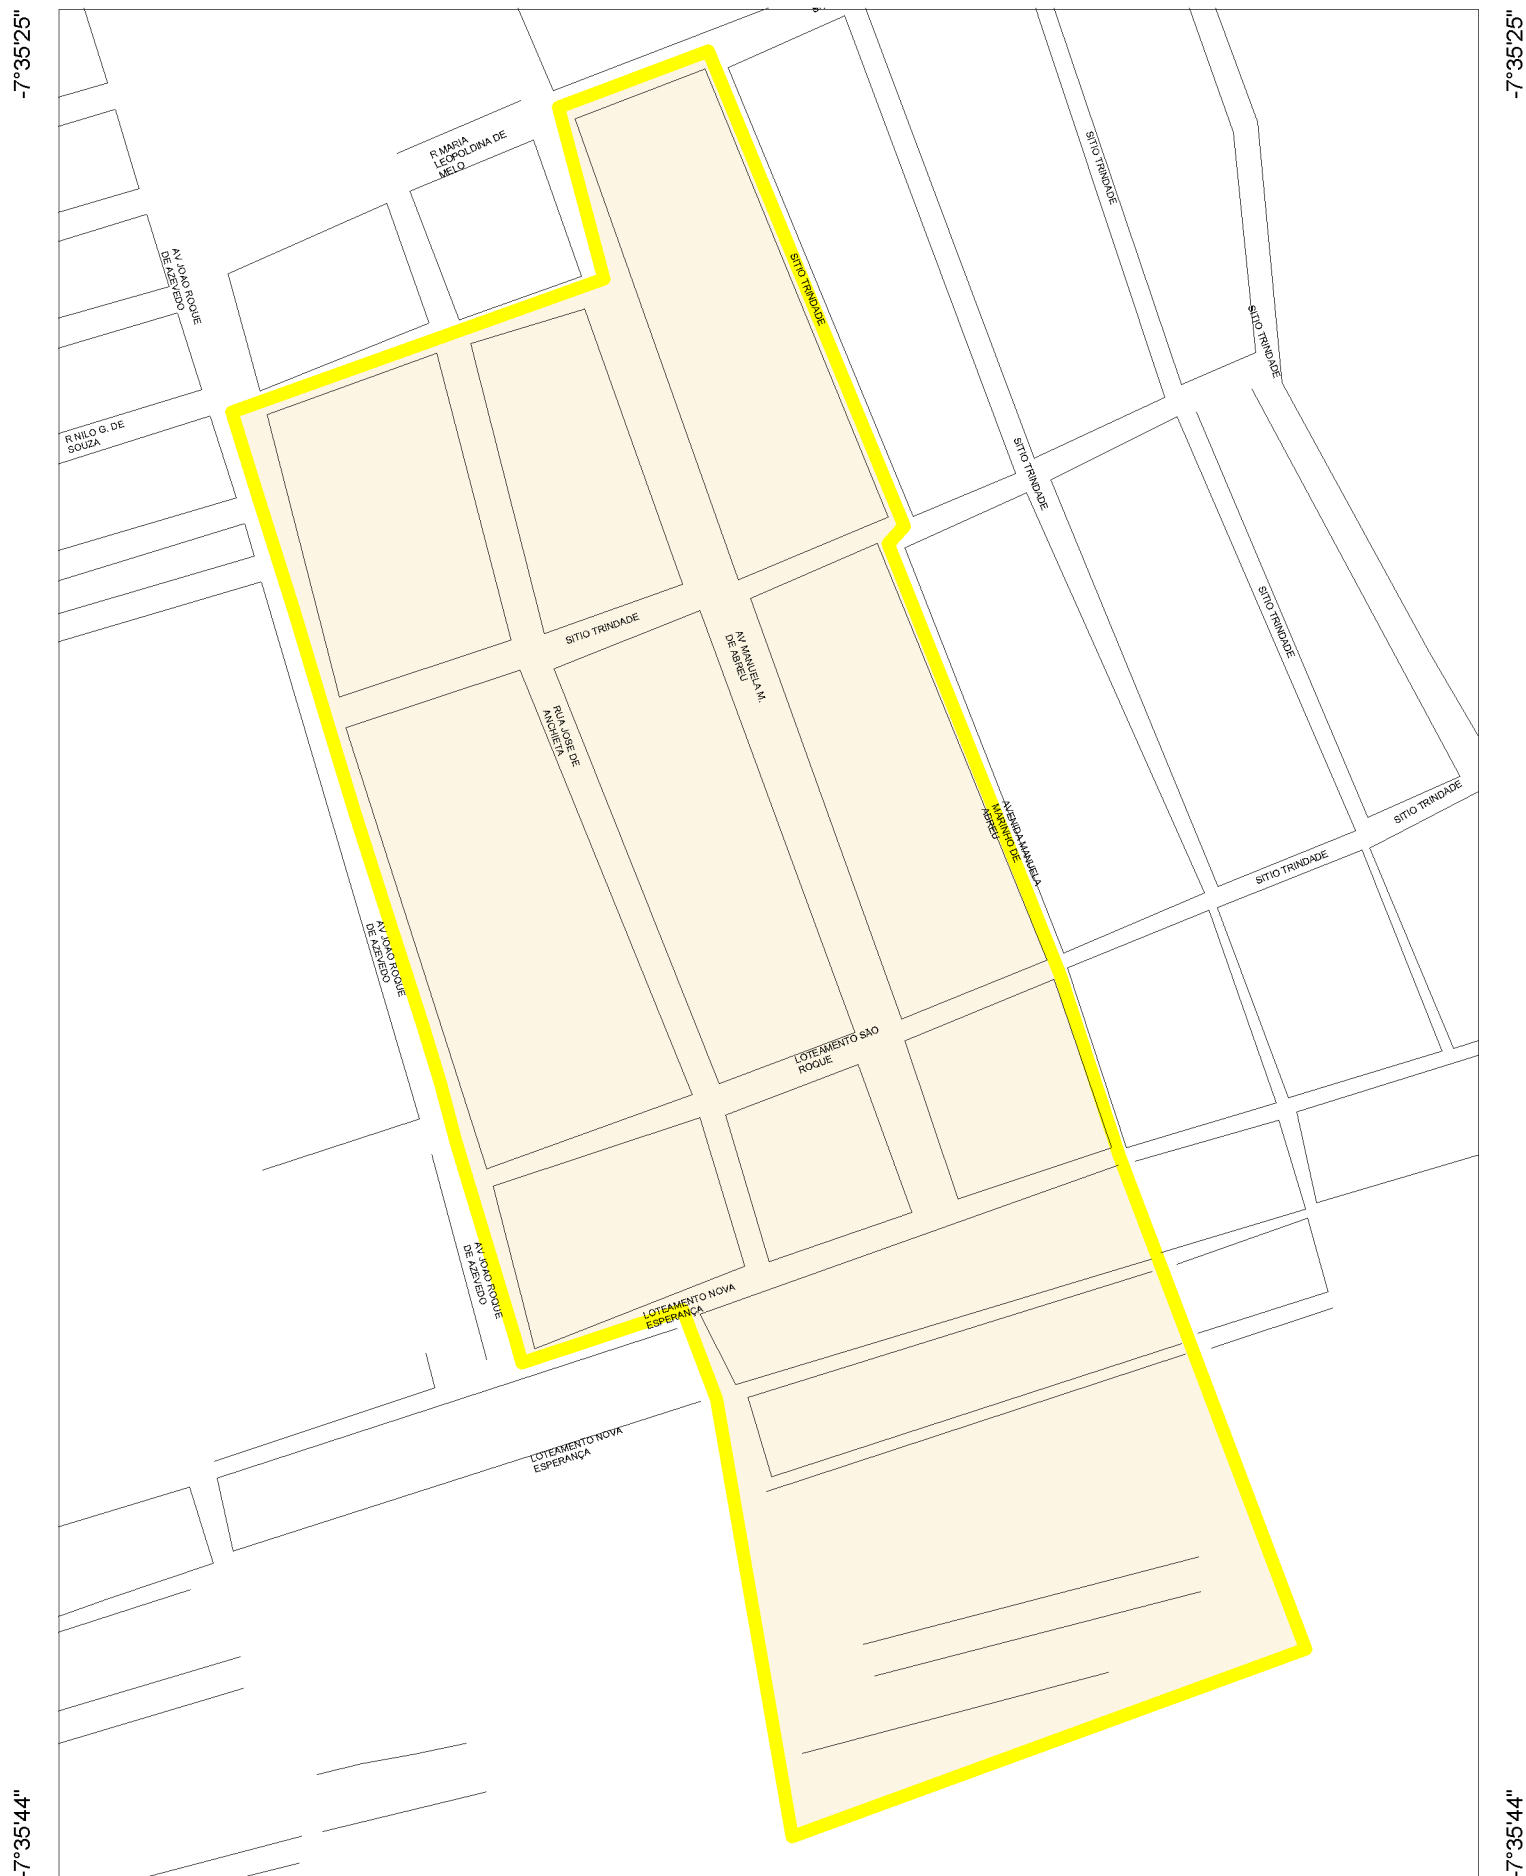 -7°35'25"
-7°35'25"
R MARIA
LEOPOLDINA DE
MELO
SITIO TRINDADE
AV JOAO ROQUE
DE AZEVEDO
SITIO TRINDADE
SITIO TRINDADE
R NILO G. DE
SOUZA
SITIO TRINDADE
SITIO TRINDADE
SITIO TRINDADE
AV MANUELA M.
DE ABREU
RUA JOSE DE
ANCHIETA
AVENIDA MANUELA
MARINHO DE
ABREU
SITIO TRINDADE
SITIO TRINDADE
AV JOAO ROQUE
DE AZEVEDO
LOTEAMENTO SÃO
ROQUE
AV JOAO ROQUE
DE AZEVEDO
LOTEAMENTO NOVA
ESPERANÇA
LOTEAMENTO NOVA
ESPERANÇA
-7°35'44"
-7°35'44"